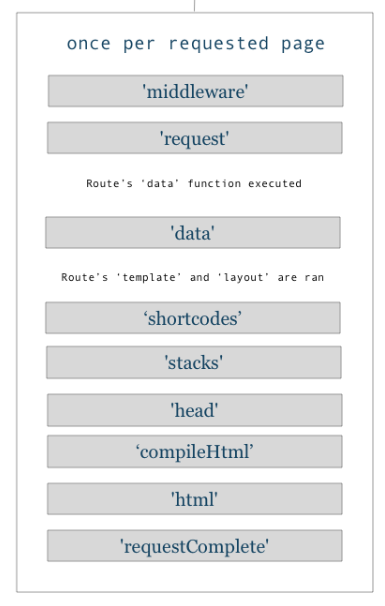 once per requested page
'middleware'
'request'
Route's 'data' function executed
'data'
Route's 'template' and 'layout' are ran
‘shortcodes’
'stacks'
'head'
‘compileHtml’
'html'
'requestComplete'